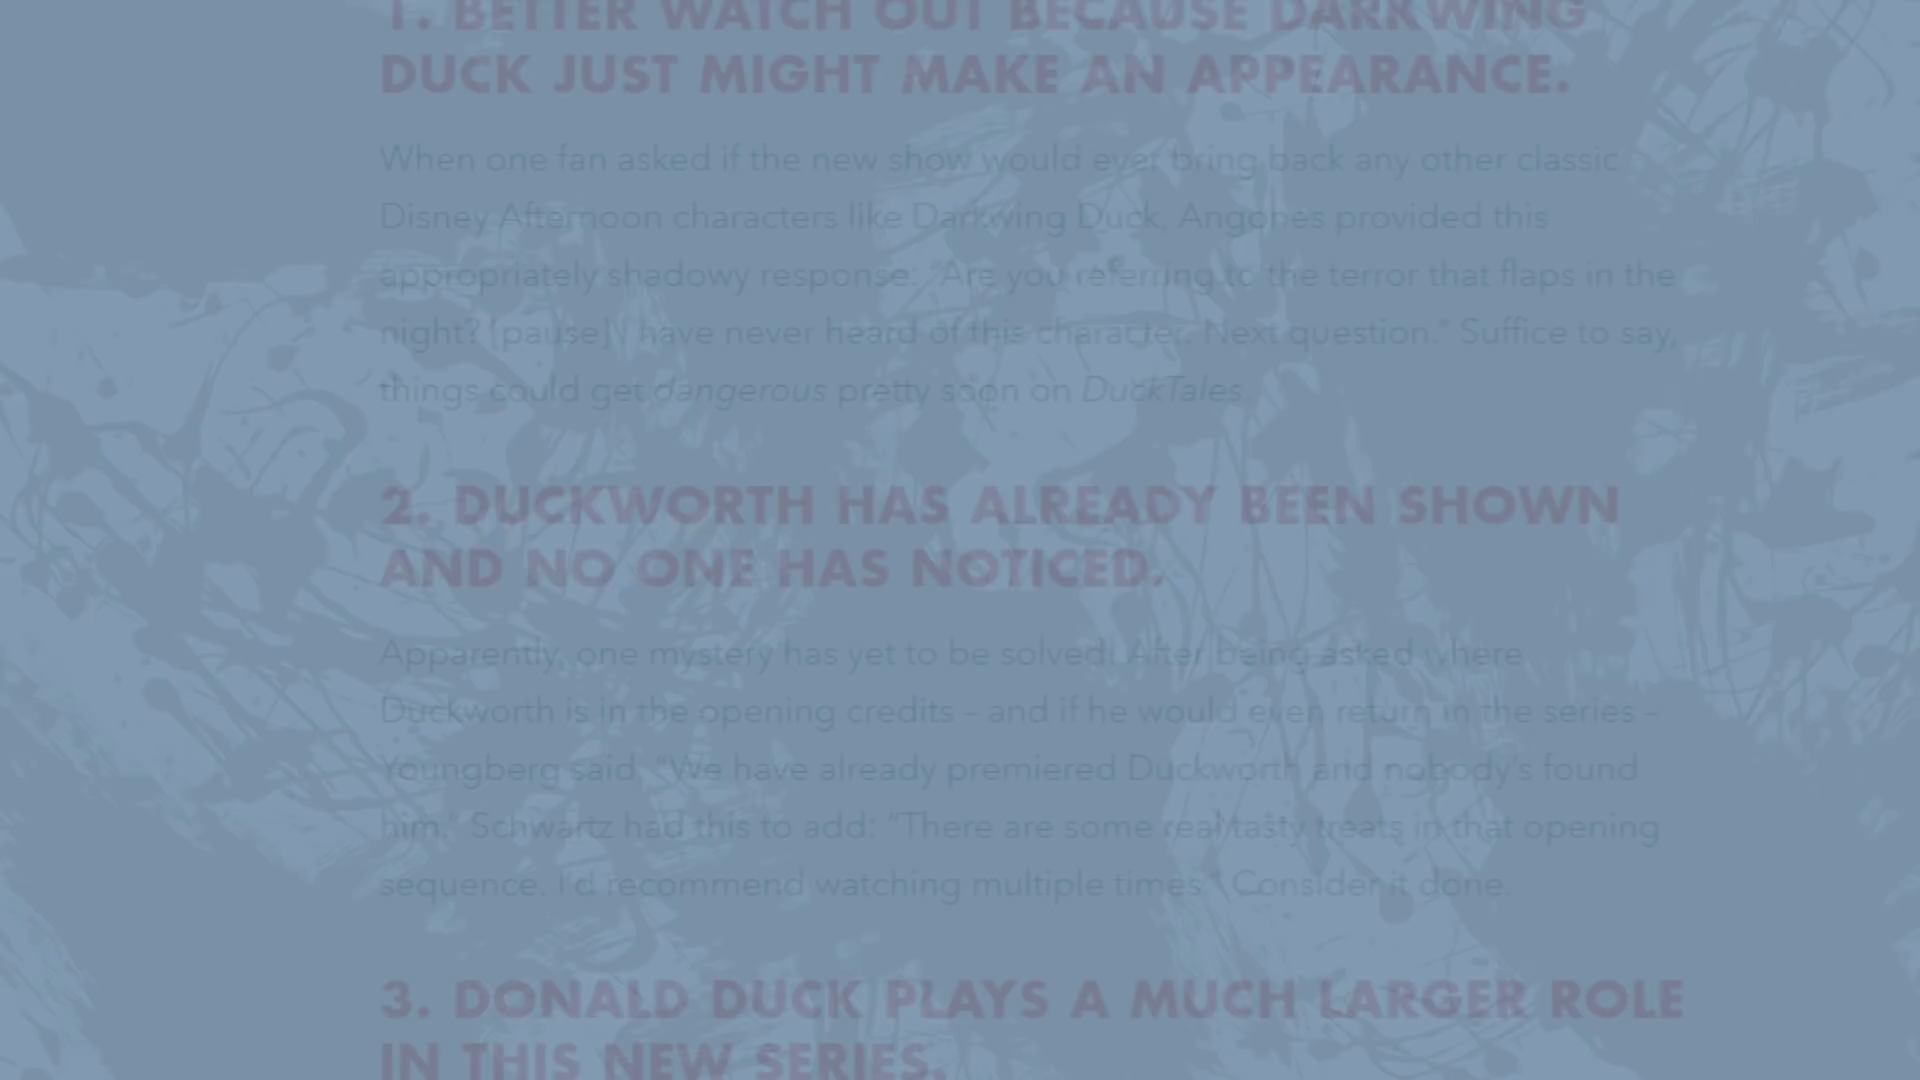 1. BETTER WATCH OUT BECAUSE DARKWING
DUCK JUST MIGHT MAKE AN APPEARANCE.
When one fan asked if the new show would ever bring back any other classic
Disney Afternoon characters like Darkwing Duck, Angones provided this
appropriately shadowy response: "Are you referring to the terror that flaps in the
night? [pause] I have never heard of this character. Next question." Suffice to say,
things could get dangerous pretty soon on DuckTales.
2. DUCKWORTH HAS ALREADY BEEN SHOWN
AND NO ONE HAS NOTICED.
Apparently, one mystery has yet to be solved! After being asked where
Duckworth is in the opening credits – and if he would even return in the series –
Youngberg said, "We have already premiered Duckworth and nobody's found
him." Schwartz had this to add: "There are some real tasty treats in that opening
sequence. I'd recommend watching multiple times." Consider it done.
3. DONALD DUCK PLAYS A MUCH LARGER ROLE
IN THIS NEW SERIES.